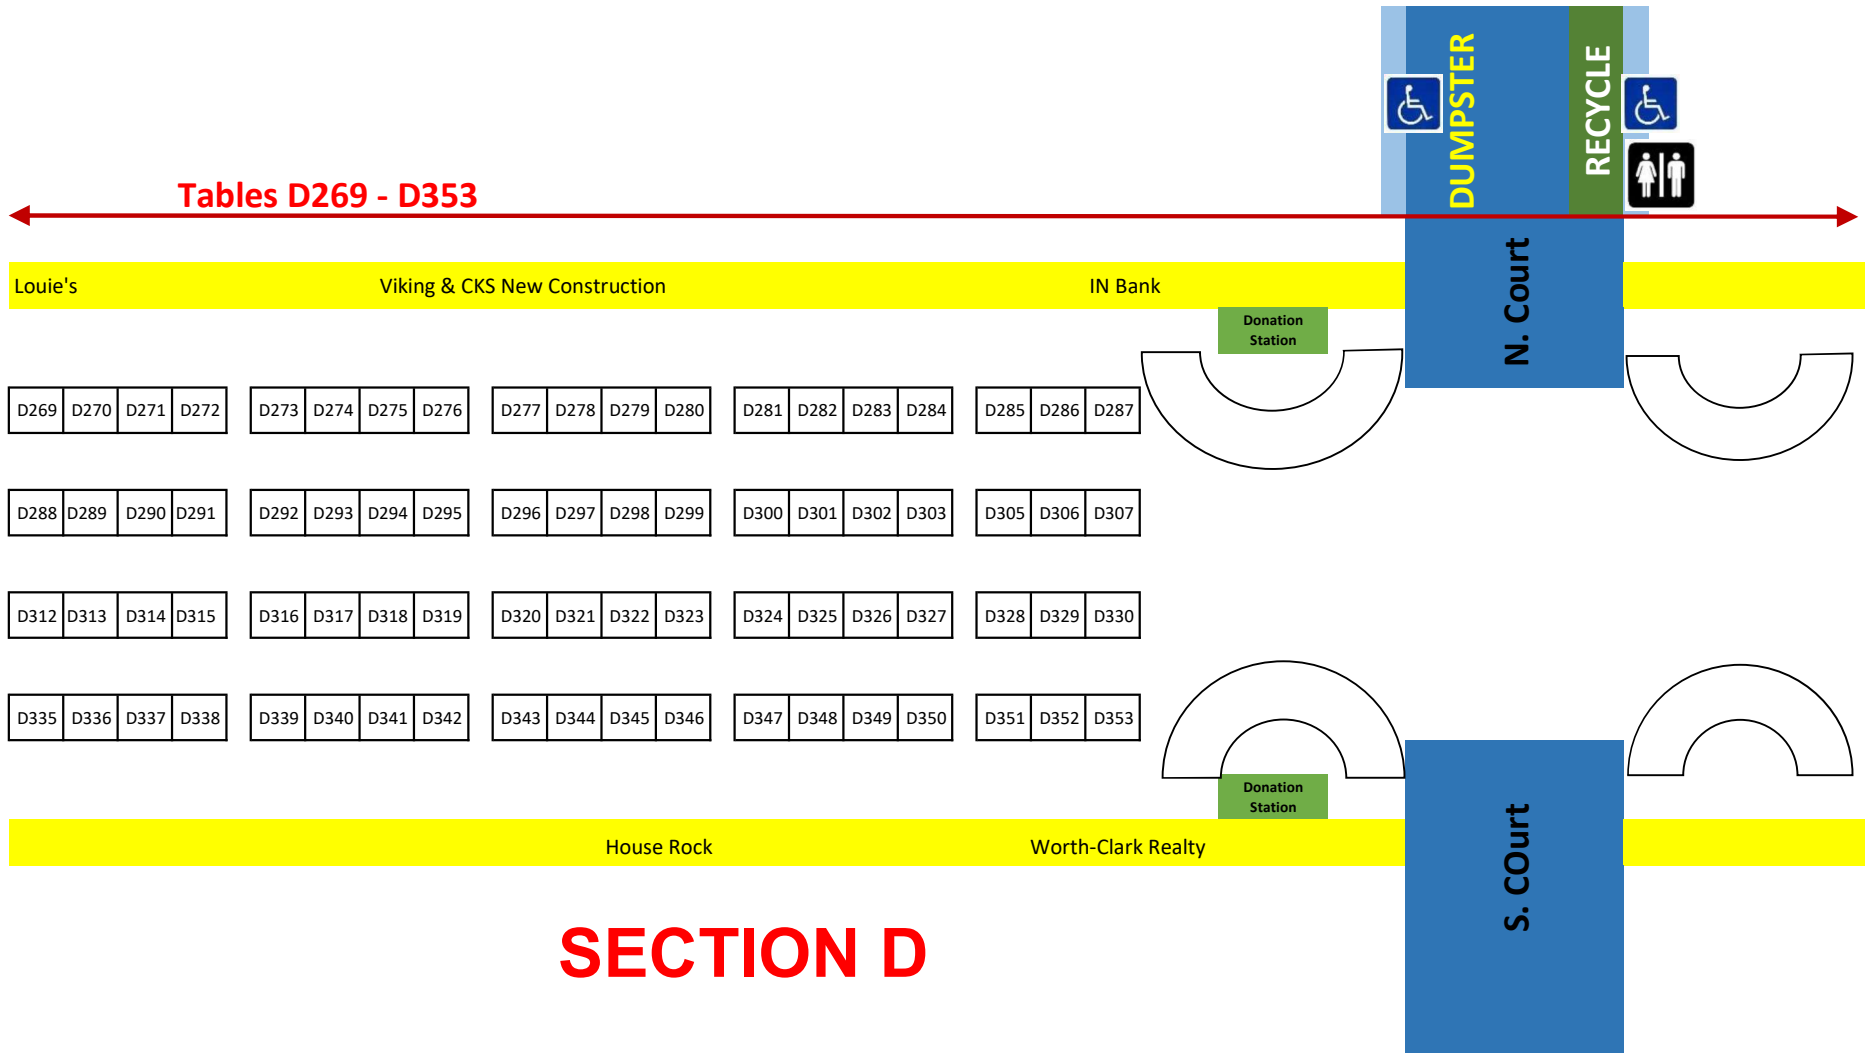 DUMPSTER
RECYCLE
Tables D269 - D353
N. Court
Louie's Viking & CKS New Construction IN Bank
Donation
Station
D269 D270 D271 D272 D273 D274 D275 D276 D277 D278 D279 D280 D281 D282 D283 D284 D285 D286 D287
D288 D289 D290 D291 D292 D293 D294 D295 D296 D297 D298 D299 D300 D301 D302 D303 D305 D306 D307
D312 D313 D314 D315 D316 D317 D318 D319 D320 D321 D322 D323 D324 D325 D326 D327 D328 D329 D330
D335 D336 D337 D338 D339 D340 D341 D342 D343 D344 D345 D346 D347 D348 D349 D350 D351 D352 D353
Donation
Station
House Rock Worth-Clark Realty
S. COurt
SECTION D